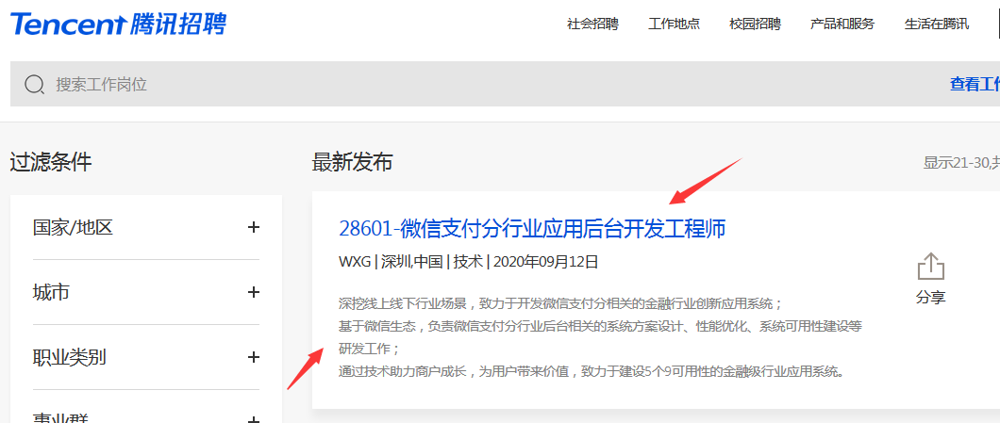 Tencent 腾讯招聘
社会招聘 工作地点 校园招聘 产品和服务 生活在腾讯
搜索工作岗位
查看工作
过滤条件
最新发布
显示21-30,共
国家/地区 +
城市 +
职业类别 +
事业群 +
28601-微信支付分行业应用后台开发工程师
WXG | 深圳,中国 | 技术 | 2020年09月12日
分享
深挖线上线下行业场景，致力于开发微信支付分相关的金融行业创新应用系统；
基于微信生态，负责微信支付分行业后台相关的系统方案设计、性能优化、系统可用性建设等
研发工作；
通过技术助力商户成长，为用户带来价值，致力于建设5个9可用性的金融级行业应用系统。